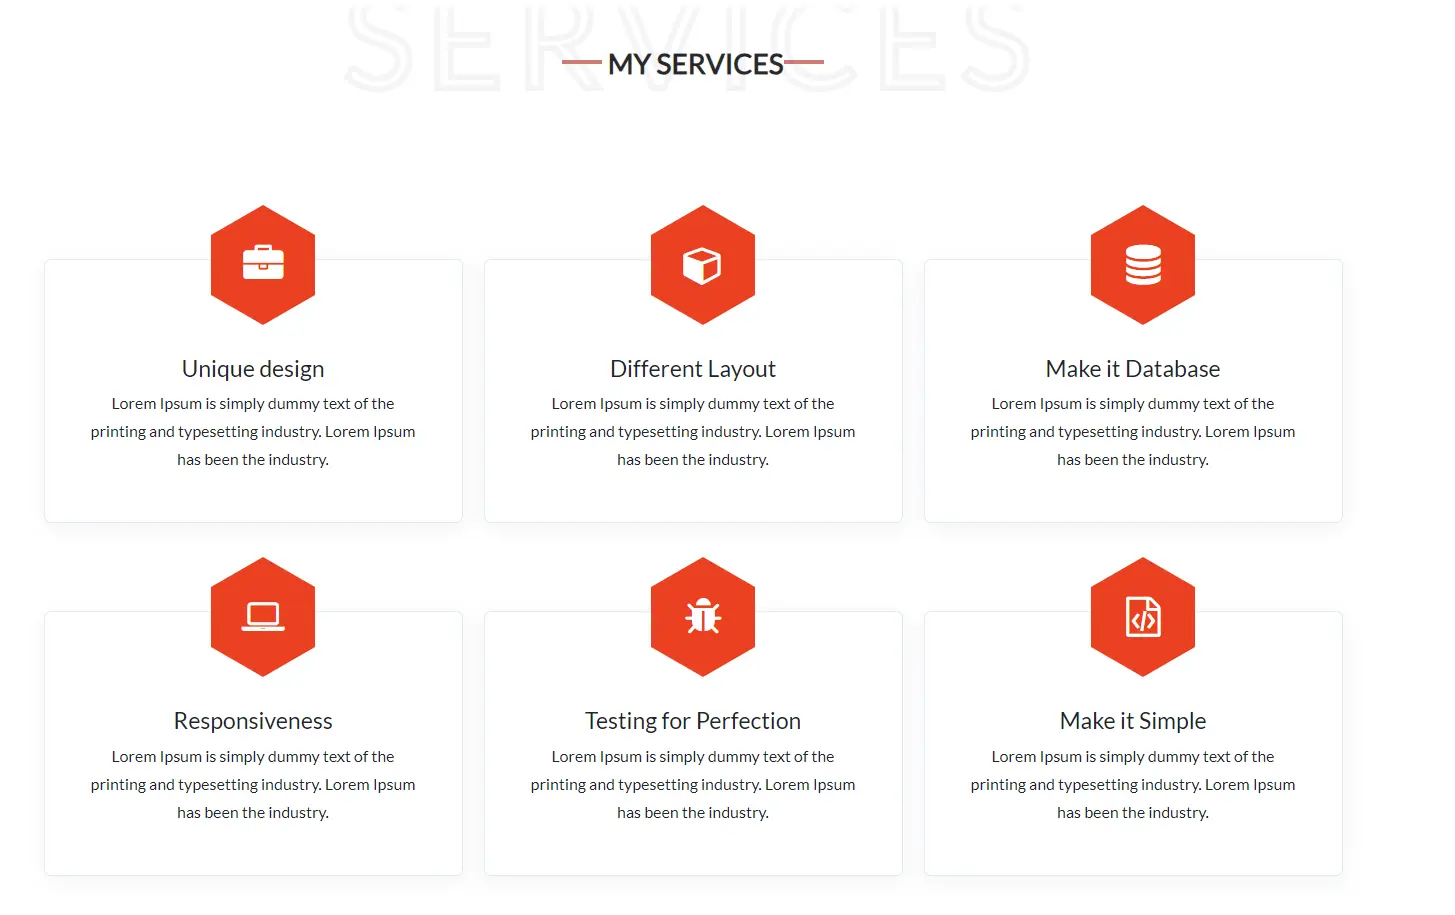 SERVICES
MY SERVICES
Unique design
Lorem Ipsum is simply dummy text of the
printing and typesetting industry. Lorem Ipsum
has been the industry.
Different Layout
Lorem Ipsum is simply dummy text of the
printing and typesetting industry. Lorem Ipsum
has been the industry.
Make it Database
Lorem Ipsum is simply dummy text of the
printing and typesetting industry. Lorem Ipsum
has been the industry.
Responsiveness
Lorem Ipsum is simply dummy text of the
printing and typesetting industry. Lorem Ipsum
has been the industry.
Testing for Perfection
Lorem Ipsum is simply dummy text of the
printing and typesetting industry. Lorem Ipsum
has been the industry.
Make it Simple
Lorem Ipsum is simply dummy text of the
printing and typesetting industry. Lorem Ipsum
has been the industry.